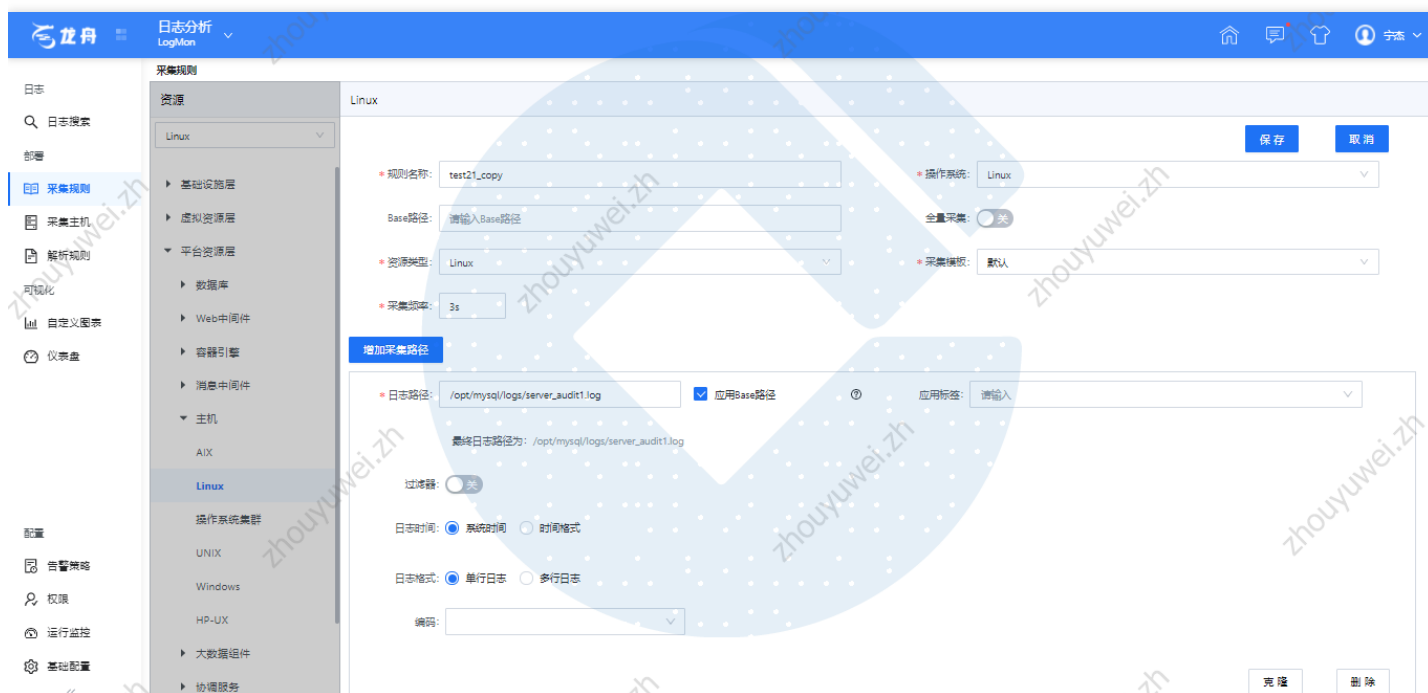 龙舟
日志分析
LogMon
宁杰
日志
日志搜索
部署
采集规则
采集主机
解析规则
可视化
自定义图表
仪表盘
配置
告警策略
权限
运行监控
基础配置
采集规则
资源
Linux
基础设施层
虚拟资源层
平台资源层
数据库
Web中间件
容器引擎
消息中间件
主机
AIX
Linux
操作系统集群
UNIX
Windows
HP-UX
大数据组件
协调服务
Linux
保存 取消
* 规则名称: test21_copy * 操作系统: Linux
Base路径: 请输入Base路径 全量采集: 关
* 资源类型: Linux * 采集模板: 默认
* 采集频率: 3s
增加采集路径
* 日志路径: /opt/mysql/logs/server_audit1.log 应用Base路径 应用标签: 请输入
最终日志路径为: /opt/mysql/logs/server_audit1.log
过滤器: 关
日志时间: 系统时间 时间格式
日志格式: 单行日志 多行日志
编码:
克隆 删除
zhouyuwei.zh